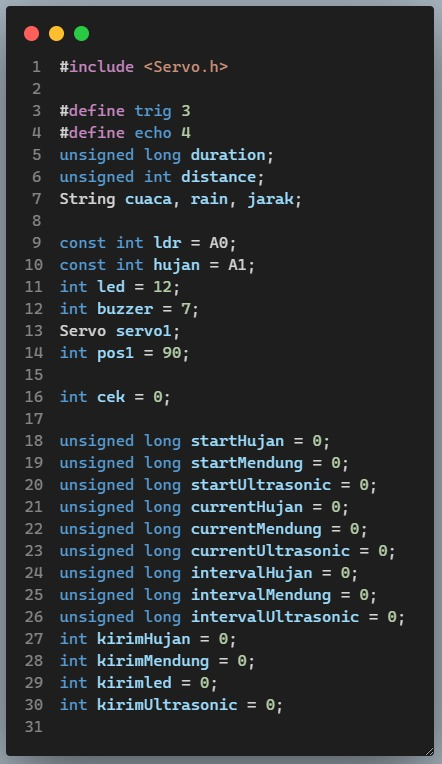 1 #include <Servo.h>
2
3 #define trig 3
4 #define echo 4
5 unsigned long duration;
6 unsigned int distance;
7 String cuaca, rain, jarak;
8
9 const int ldr = A0;
10 const int hujan = A1;
11 int led = 12;
12 int buzzer = 7;
13 Servo servo1;
14 int pos1 = 90;
15
16 int cek = 0;
17
18 unsigned long startHujan = 0;
19 unsigned long startMendung = 0;
20 unsigned long startUltrasonic = 0;
21 unsigned long currentHujan = 0;
22 unsigned long currentMendung = 0;
23 unsigned long currentUltrasonic = 0;
24 unsigned long intervalHujan = 0;
25 unsigned long intervalMendung = 0;
26 unsigned long intervalUltrasonic = 0;
27 int kirimHujan = 0;
28 int kirimMendung = 0;
29 int kirimled = 0;
30 int kirimUltrasonic = 0;
31